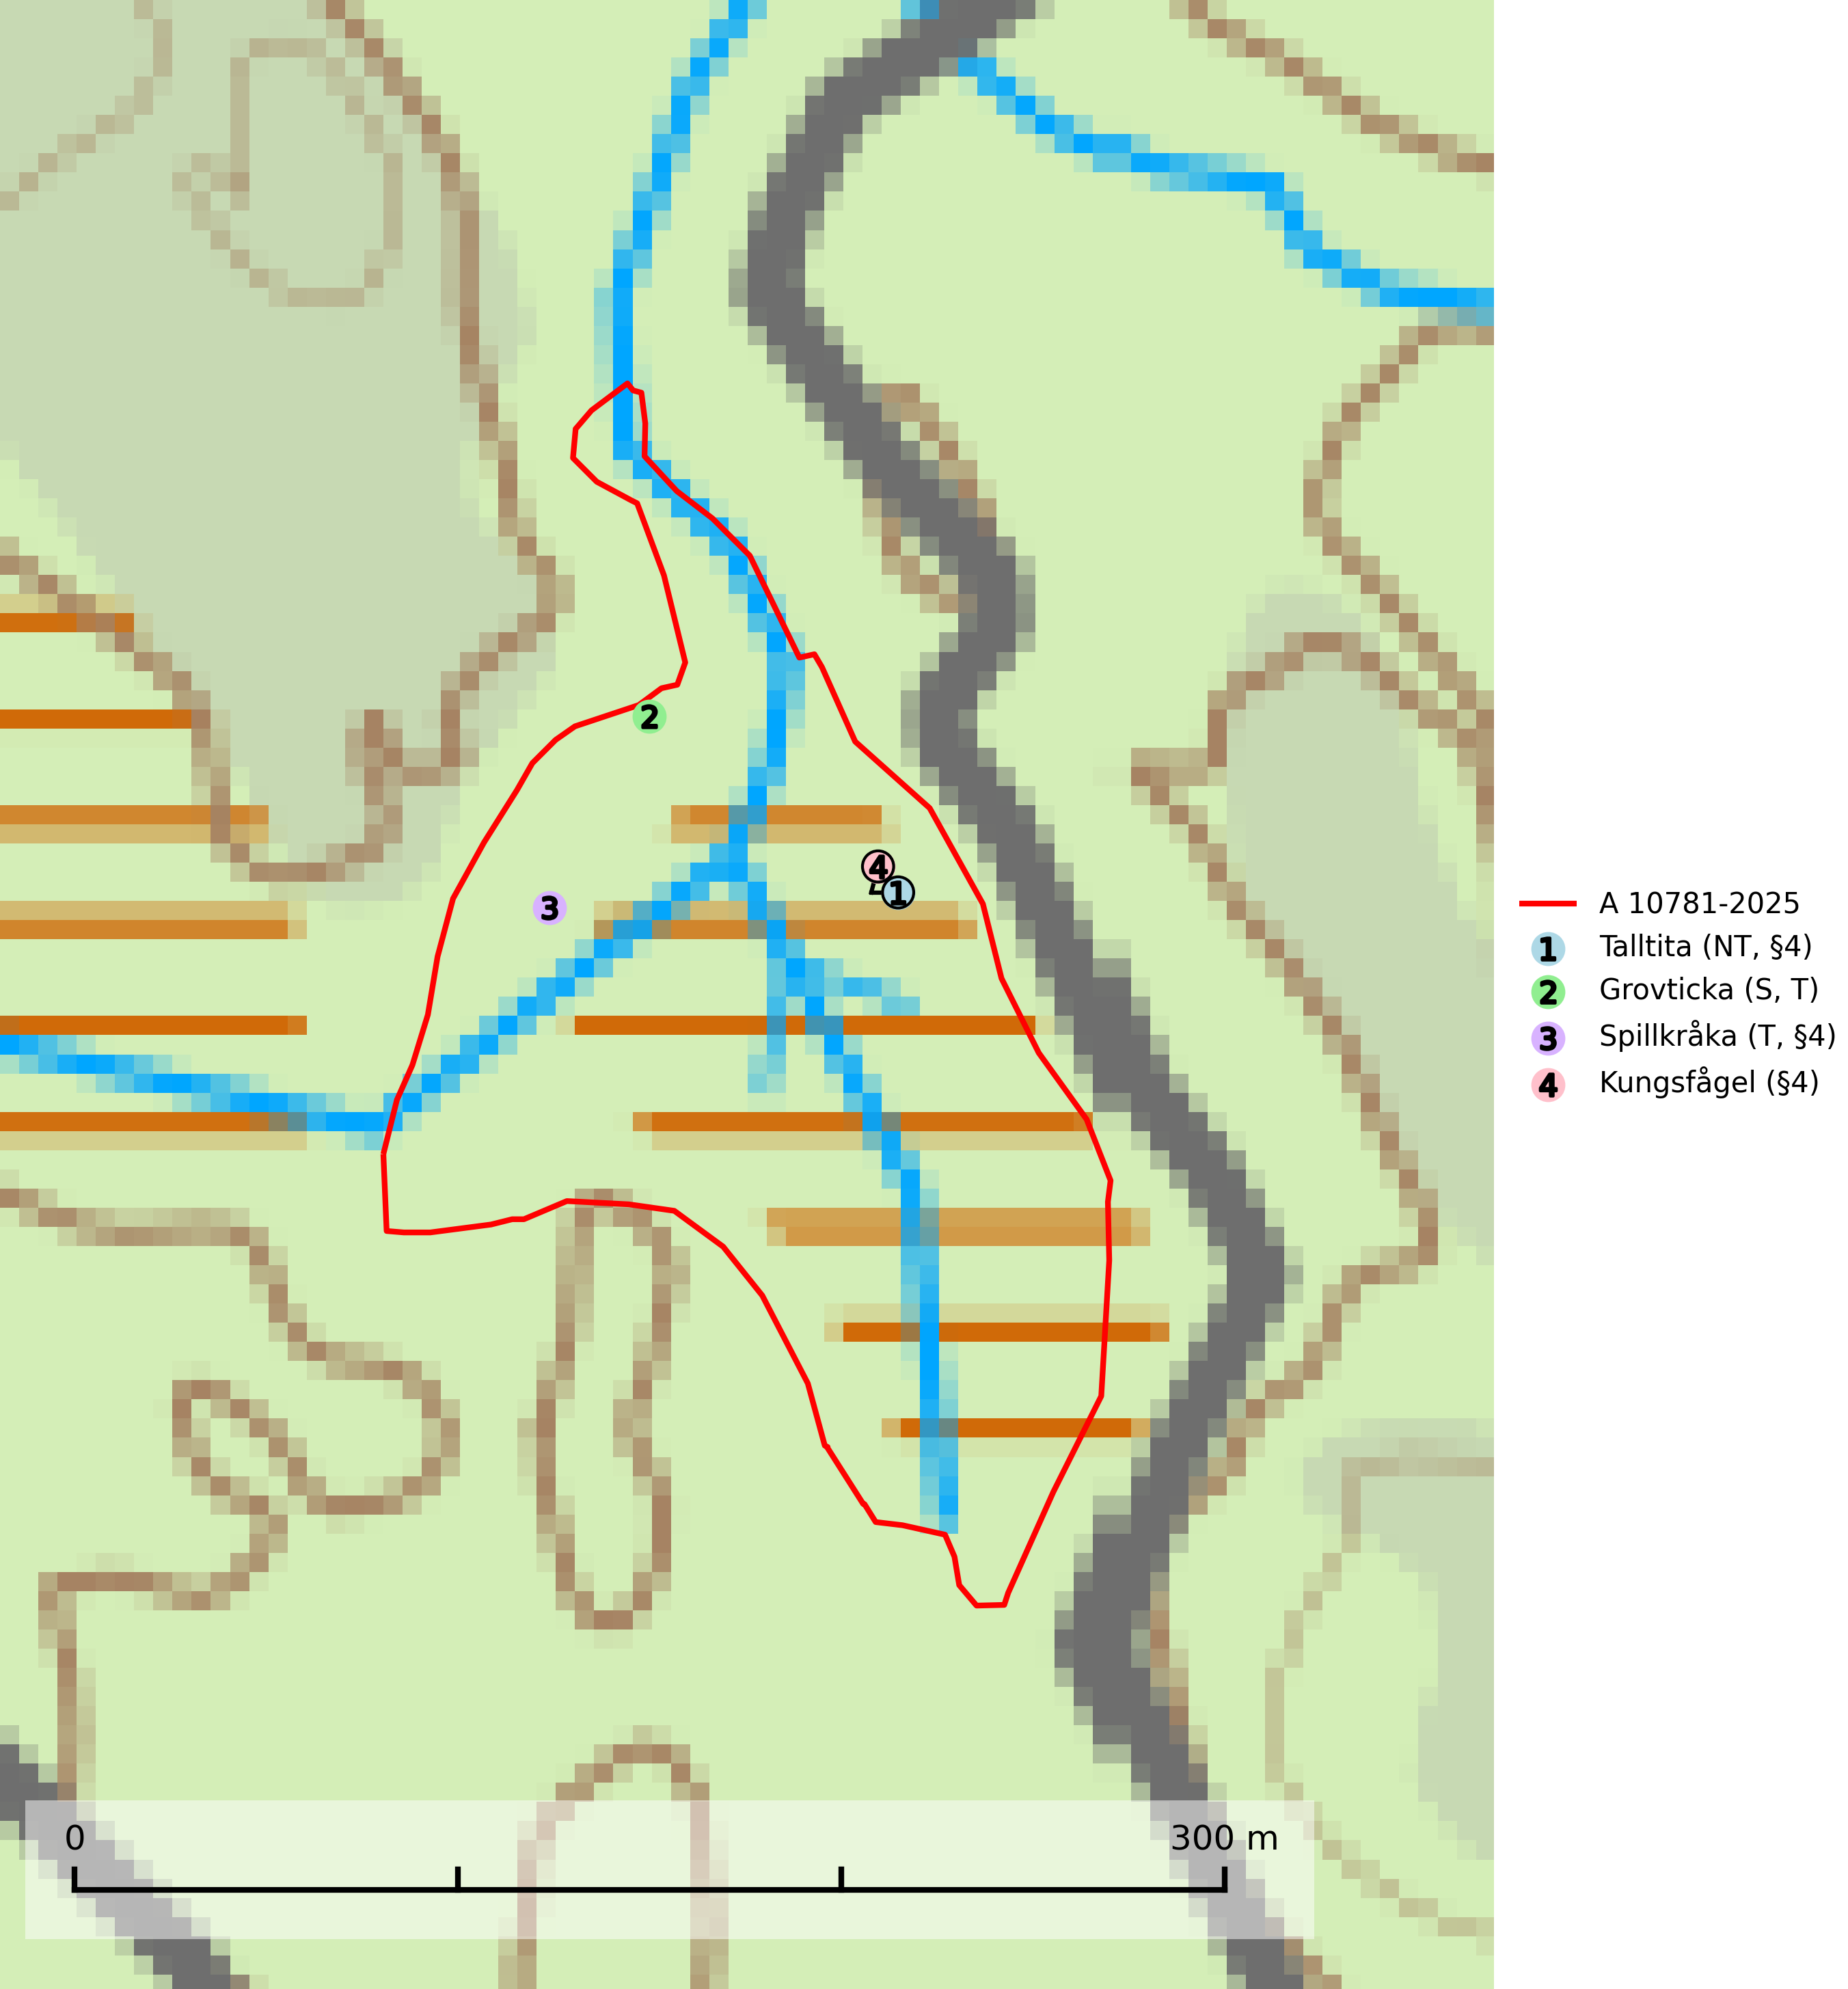 2
4
1
3
A 10781-2025
1 Talltita (NT, §4)
2 Grovticka (S, T)
3 Spillkråka (T, §4)
4 Kungsfågel (§4)
0 300 m